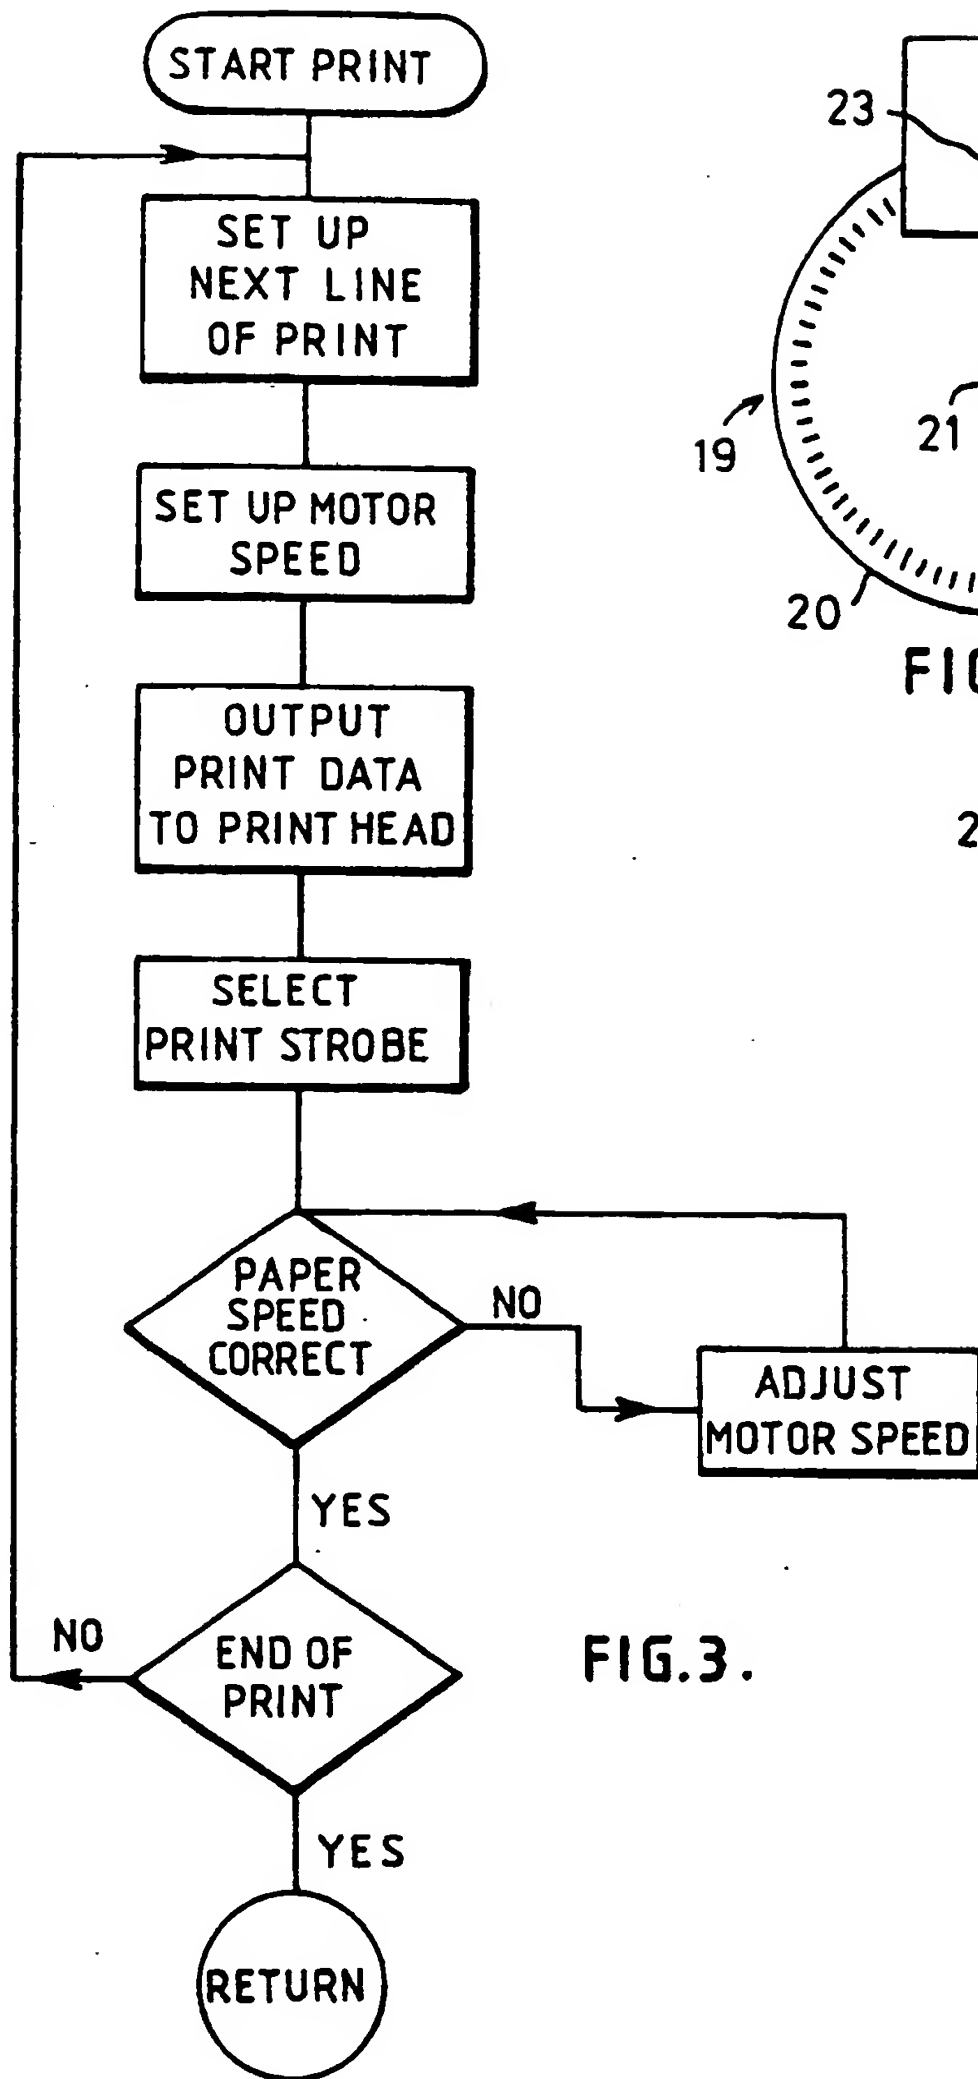 START PRINT
SET UP
NEXT LINE
OF PRINT
SET UP MOTOR
SPEED
OUTPUT
PRINT DATA
TO PRINT HEAD
SELECT
PRINT STROBE
PAPER
SPEED
CORRECT
NO
ADJUST
MOTOR SPEED
YES
END OF
PRINT
NO
YES
RETURN
FIG.3.
23
19
21
20